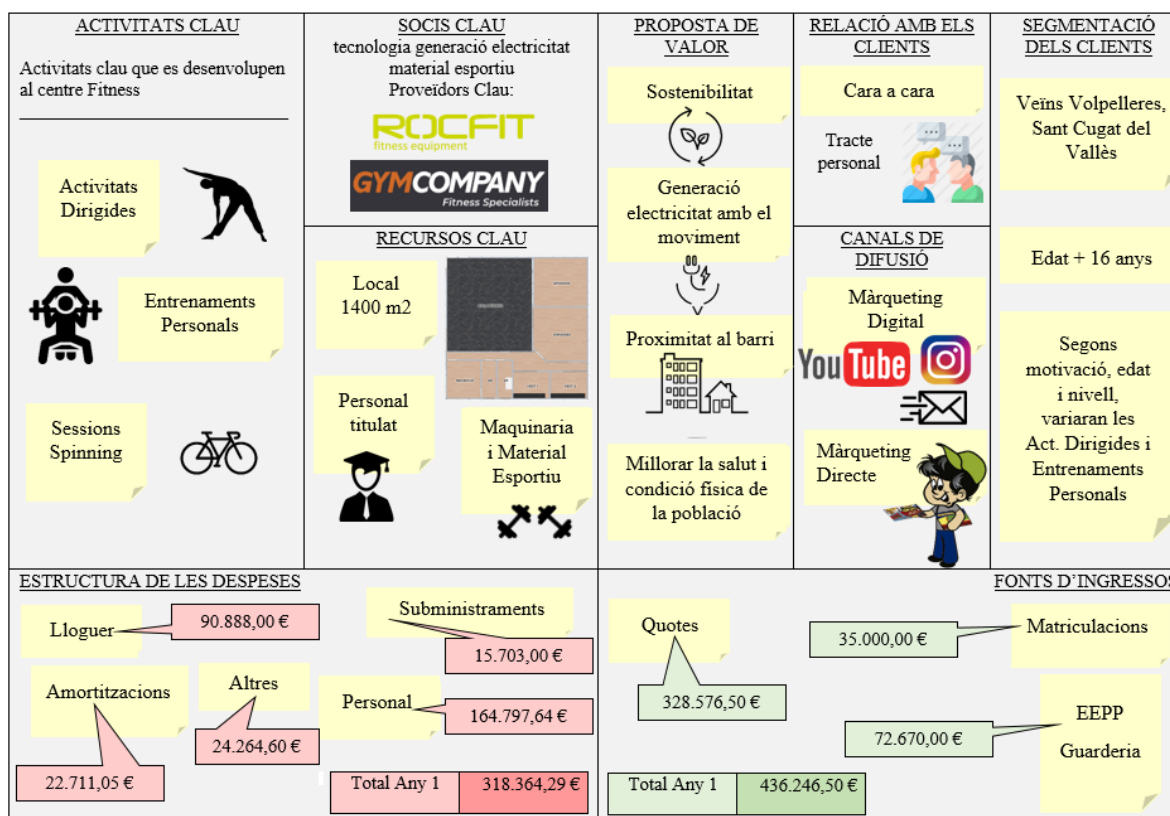 ACTIVITATS CLAU
Activitats clau que es desenvolupen
al centre Fitness
Activitats
Dirigides
Entrenaments
Personals
Sessions
Spinning
SOCIS CLAU
tecnologia generació electricitat
material esportiu
Proveïdors Clau:
ROCFIT
fitness equipment
GYMCOMPANY
Fitness Specialists
RECURSOS CLAU
Local
1400 m2
Personal
titulat
Maquinaria
i Material
Esportiu
PROPOSTA DE
VALOR
Sostenibilitat
Generació
electricitat amb el
moviment
Proximitat al barri
Millorar la salut i
condició física de
la població
RELACIÓ AMB ELS
CLIENTS
Cara a cara
Tracte
personal
CANALS DE
DIFUSIÓ
Màrqueting
Digital
YouTube
Màrqueting
Directe
SEGMENTACIÓ
DELS CLIENTS
Veïns Volpelleres,
Sant Cugat del
Vallès
Edat + 16 anys
Segons
motivació, edat
i nivell,
variaran les
Act. Dirigides i
Entrenaments
Personals
ESTRUCTURA DE LES DESPESES
Lloguer
90.888,00 €
Subministraments
15.703,00 €
Amortitzacions
22.711,05 €
Altres
24.264,60 €
Personal
164.797,64 €
Total Any 1
318.364,29 €
FONTS D’INGRESSOS
Quotes
328.576,50 €
35.000,00 €
Matriculacions
72.670,00 €
EEPP
Guarderia
Total Any 1
436.246,50 €